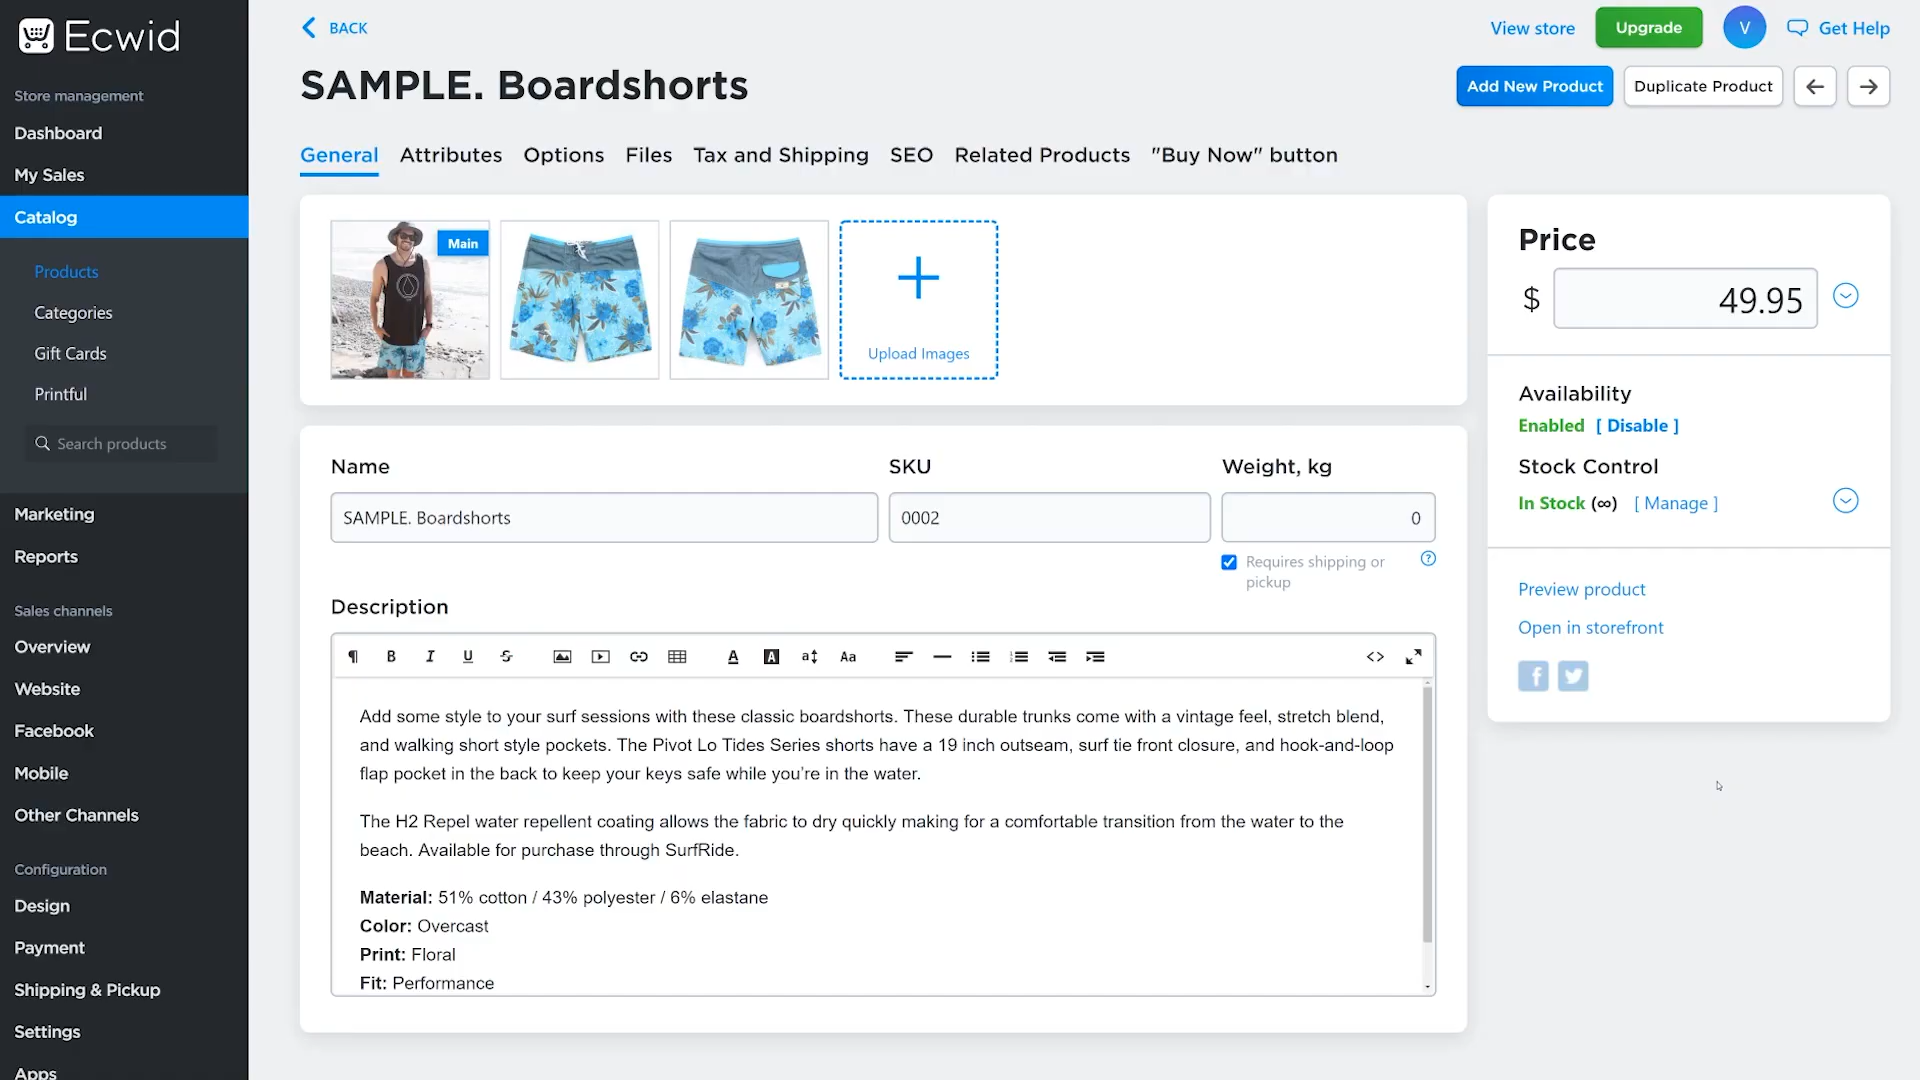 Ecwid
Store management
Dashboard
My Sales
Catalog
Products
Categories
Gift Cards
Printful
Search products
Marketing
Reports
Sales channels
Overview
Website
Facebook
Mobile
Other Channels
Configuration
Design
Payment
Shipping & Pickup
Settings
Apps
BACK
View store
Upgrade
V
Get Help
SAMPLE. Boardshorts
Add New Product
Duplicate Product
General
Attributes
Options
Files
Tax and Shipping
SEO
Related Products
"Buy Now" button
Main
Upload Images
Name
SKU
Weight, kg
SAMPLE. Boardshorts
0002
0
Requires shipping or
pickup
Description
Add some style to your surf sessions with these classic boardshorts. These durable trunks come with a vintage feel, stretch blend,
and walking short style pockets. The Pivot Lo Tides Series shorts have a 19 inch outseam, surf tie front closure, and hook-and-loop
flap pocket in the back to keep your keys safe while you're in the water.
The H2 Repel water repellent coating allows the fabric to dry quickly making for a comfortable transition from the water to the
beach. Available for purchase through SurfRide.
Material: 51% cotton / 43% polyester / 6% elastane
Color: Overcast
Print: Floral
Fit: Performance
Price
$ 49.95
Availability
Enabled [ Disable ]
Stock Control
In Stock (∞) [ Manage ]
Preview product
Open in storefront